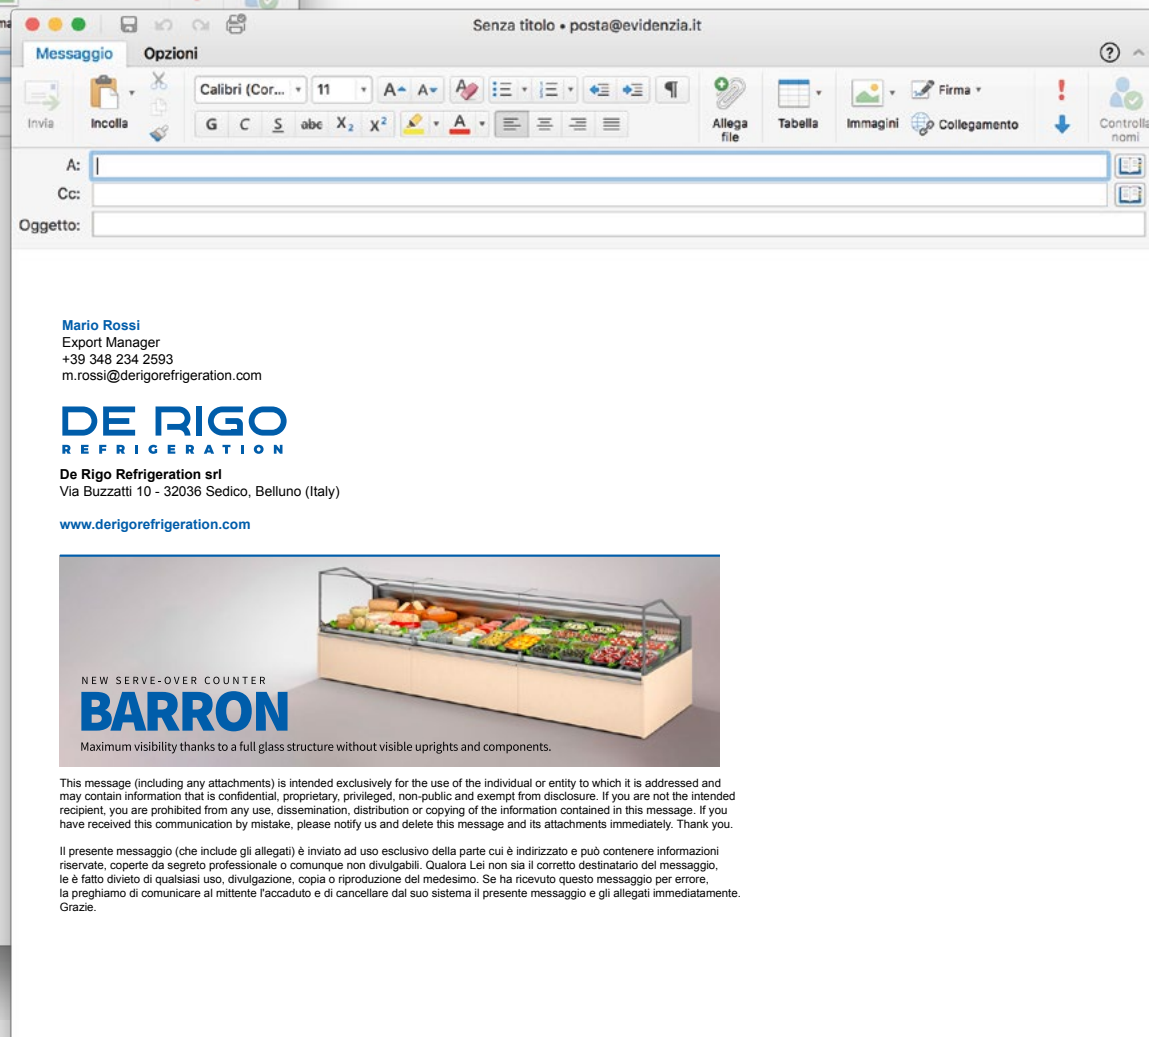 Senza titolo • posta@evidenzia.it
Messaggio Opzioni
Invia
Incolla
Calibri (Cor... 11 A A
G C S abc X₂ X² A
Allega file
Tabella
Immagini
Firma
Collegamento
Controlla nomi
A:
Cc:
Oggetto:
Mario Rossi
Export Manager
+39 348 234 2593
m.rossi@derigorefrigeration.com
DE RIGO
REFRIGERATION
De Rigo Refrigeration srl
Via Buzzatti 10 - 32036 Sedico, Belluno (Italy)
www.derigorefrigeration.com
NEW SERVE-OVER COUNTER
BARRON
Maximum visibility thanks to a full glass structure without visible uprights and components.
This message (including any attachments) is intended exclusively for the use of the individual or entity to which it is addressed and
may contain information that is confidential, proprietary, privileged, non-public and exempt from disclosure. If you are not the intended
recipient, you are prohibited from any use, dissemination, distribution or copying of the information contained in this message. If you
have received this communication by mistake, please notify us and delete this message and its attachments immediately. Thank you.
Il presente messaggio (che include gli allegati) è inviato ad uso esclusivo della parte cui è indirizzato e può contenere informazioni
riservate, coperte da segreto professionale o comunque non divulgabili. Qualora Lei non sia il corretto destinatario del messaggio,
le è fatto divieto di qualsiasi uso, divulgazione, copia o riproduzione del medesimo. Se ha ricevuto questo messaggio per errore,
la preghiamo di comunicare al mittente l'accaduto e di cancellare dal suo sistema il presente messaggio e gli allegati immediatamente.
Grazie.